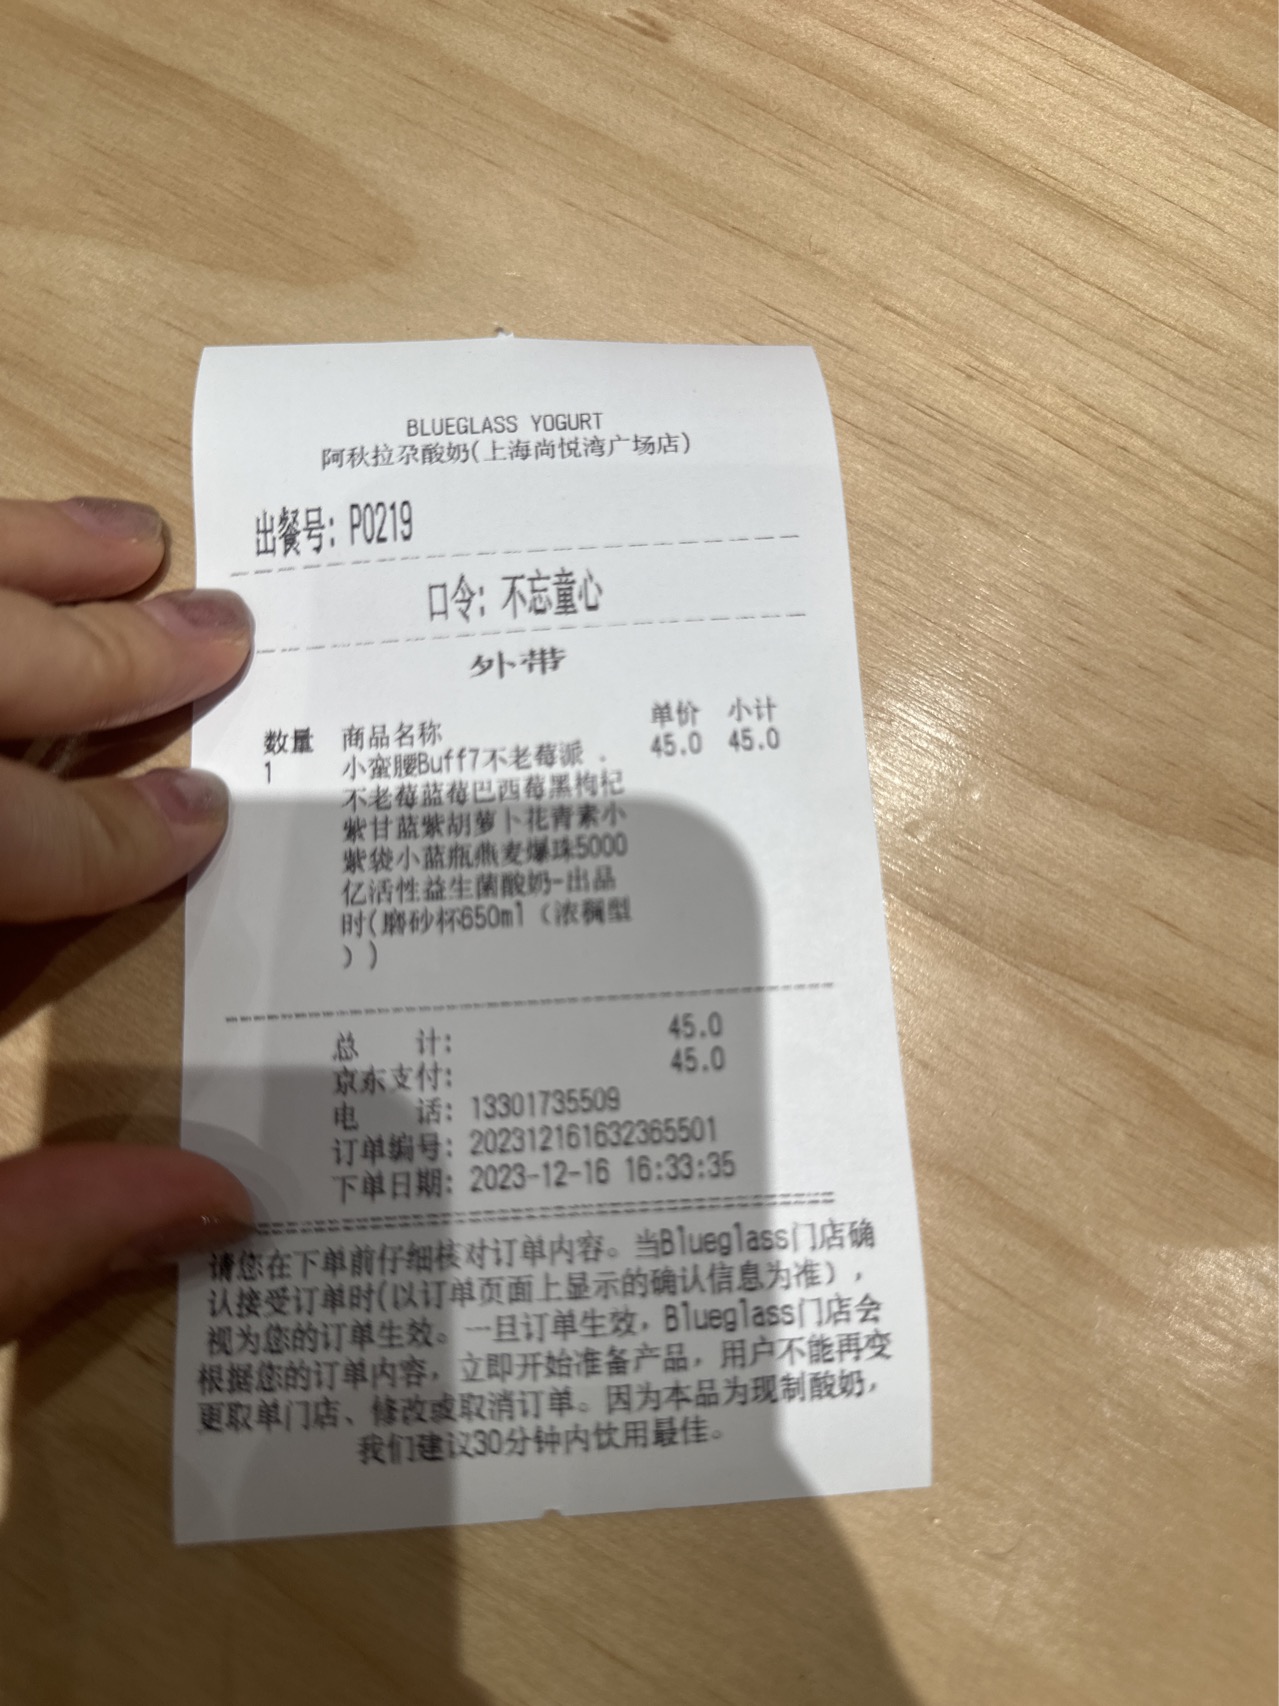 BLUEGLASS YOGURT
阿秋拉尕酸奶(上海尚悦湾广场店)
出餐号: P0219
口令: 不忘童心
外带
数量 商品名称 单价 小计
1 小蛮腰Buff7不老莓派 . 45.0 45.0
不老莓蓝莓巴西莓黑枸杞
紫甘蓝紫胡萝卜花青素小
紫袋小蓝瓶燕麦爆珠5000
亿活性益生菌酸奶-出品
时(磨砂杯650ml（浓稠型
))
总 计: 45.0
京东支付: 45.0
电 话: 13301735509
订单编号: 202312161632365501
下单日期: 2023-12-16 16:33:35
请您在下单前仔细核对订单内容。当Blueglass门店确
认接受订单时(以订单页面上显示的确认信息为准),
视为您的订单生效。一旦订单生效，Blueglass门店会
根据您的订单内容，立即开始准备产品，用户不能再变
更取单门店、修改或取消订单。因为本品为现制酸奶，
我们建议30分钟内饮用最佳。